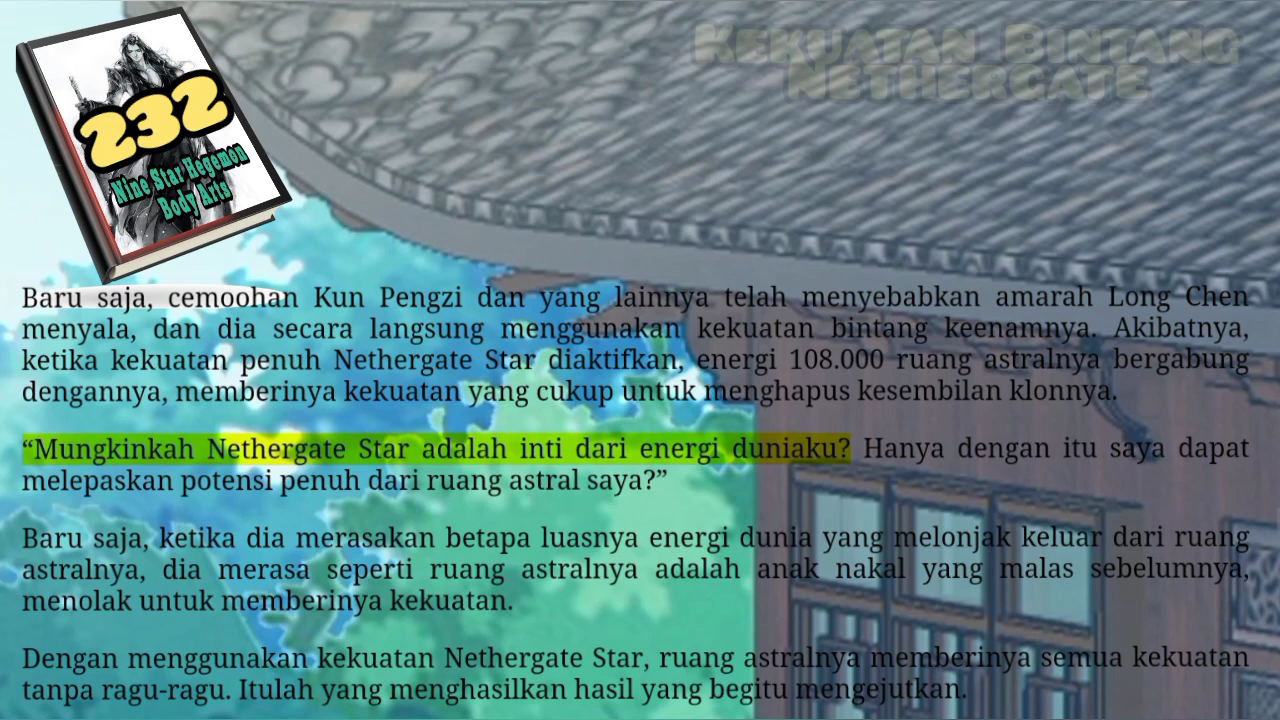 KEKUATAN BINTANG
NETHERGATE
232
Nine Star Hegemon
Body Arts
Baru saja, cemoohan Kun Pengzi dan yang lainnya telah menyebabkan amarah Long Chen
menyala, dan dia secara langsung menggunakan kekuatan bintang keenamnya. Akibatnya,
ketika kekuatan penuh Nethergate Star diaktifkan, energi 108.000 ruang astralnya bergabung
dengannya, memberinya kekuatan yang cukup untuk menghapus kesembilan klonnya.
“Mungkinkah Nethergate Star adalah inti dari energi duniaku? Hanya dengan itu saya dapat
melepaskan potensi penuh dari ruang astral saya?”
Baru saja, ketika dia merasakan betapa luasnya energi dunia yang melonjak keluar dari ruang
astralnya, dia merasa seperti ruang astralnya adalah anak nakal yang malas sebelumnya,
menolak untuk memberinya kekuatan.
Dengan menggunakan kekuatan Nethergate Star, ruang astralnya memberinya semua kekuatan
tanpa ragu-ragu. Itulah yang menghasilkan hasil yang begitu mengejutkan.